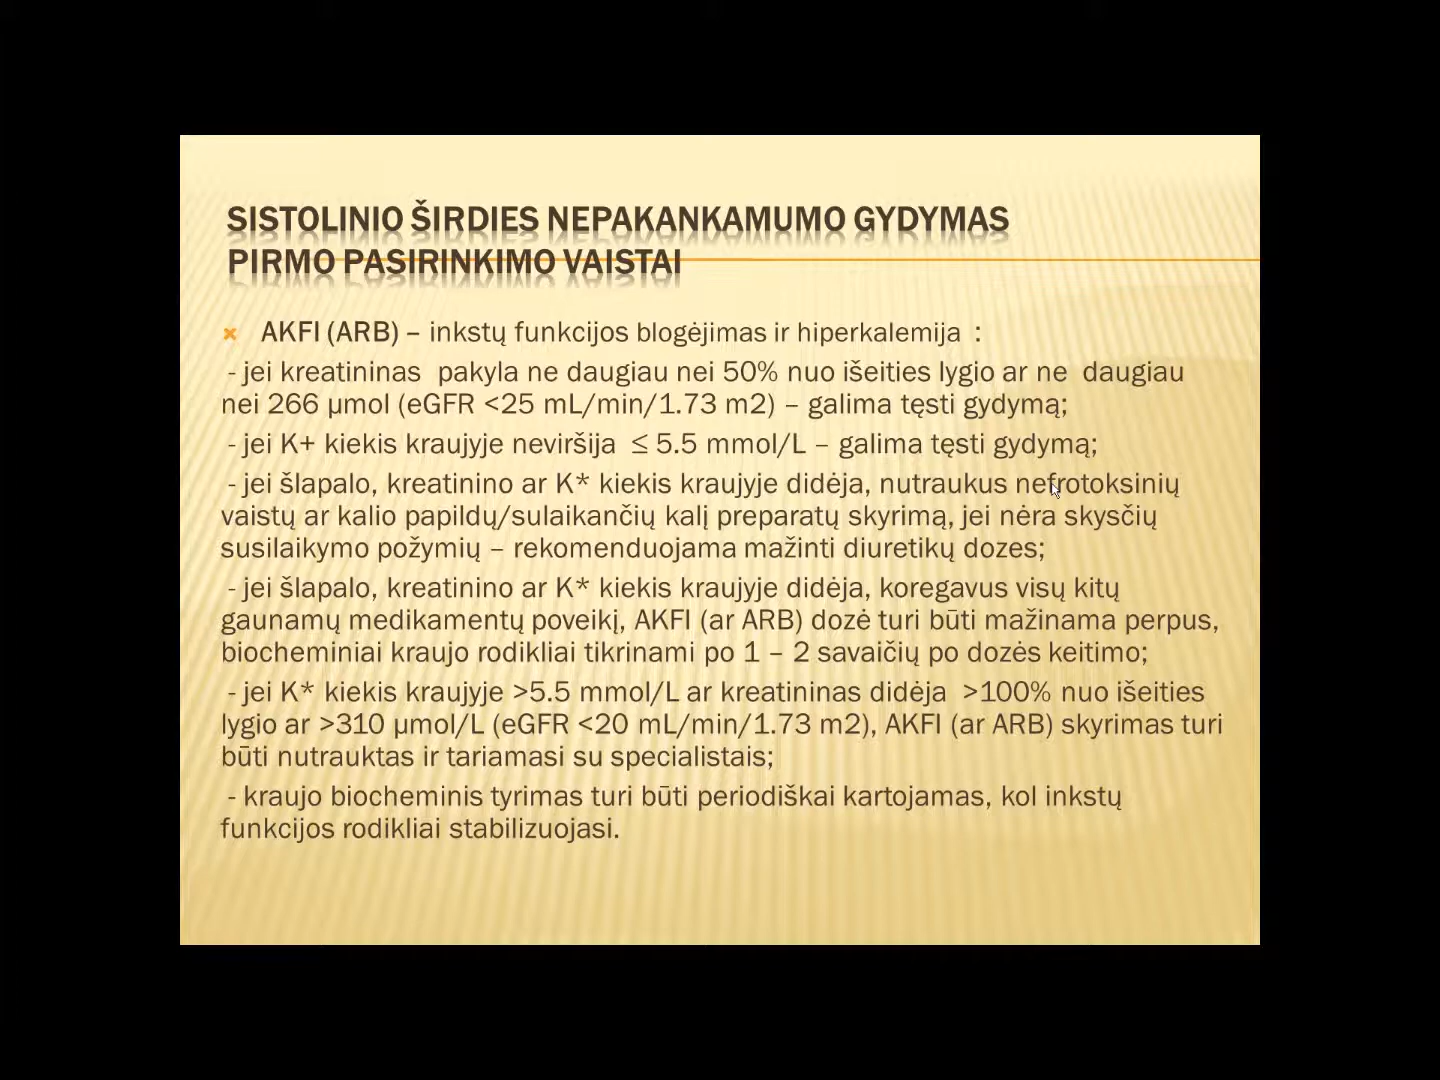 SISTOLINIO ŠIRDIES NEPAKANKAMUMO GYDYMAS
PIRMO PASIRINKIMO VAISTAI
AKFI (ARB) – inkstų funkcijos blogėjimas ir hiperkalemija :
- jei kreatininas pakyla ne daugiau nei 50% nuo išeities lygio ar ne daugiau
nei 266 µmol (eGFR <25 mL/min/1.73 m2) – galima tęsti gydymą;
- jei K+ kiekis kraujyje neviršija ≤ 5.5 mmol/L – galima tęsti gydymą;
- jei šlapalo, kreatinino ar K* kiekis kraujyje didėja, nutraukus nefrotoksinių
vaistų ar kalio papildų/sulaikančių kalį preparatų skyrimą, jei nėra skysčių
susilaikymo požymių – rekomenduojama mažinti diuretikų dozes;
- jei šlapalo, kreatinino ar K* kiekis kraujyje didėja, koregavus visų kitų
gaunamų medikamentų poveikį, AKFI (ar ARB) dozė turi būti mažinama perpus,
biocheminiai kraujo rodikliai tikrinami po 1 – 2 savaičių po dozės keitimo;
- jei K* kiekis kraujyje >5.5 mmol/L ar kreatininas didėja >100% nuo išeities
lygio ar >310 µmol/L (eGFR <20 mL/min/1.73 m2), AKFI (ar ARB) skyrimas turi
būti nutrauktas ir tariamasi su specialistais;
- kraujo biocheminis tyrimas turi būti periodiškai kartojamas, kol inkstų
funkcijos rodikliai stabilizuojasi.